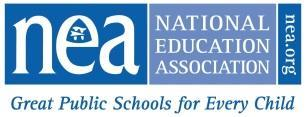 nea
NATIONAL
EDUCATION
ASSOCIATION
nea.org
Great Public Schools for Every Child